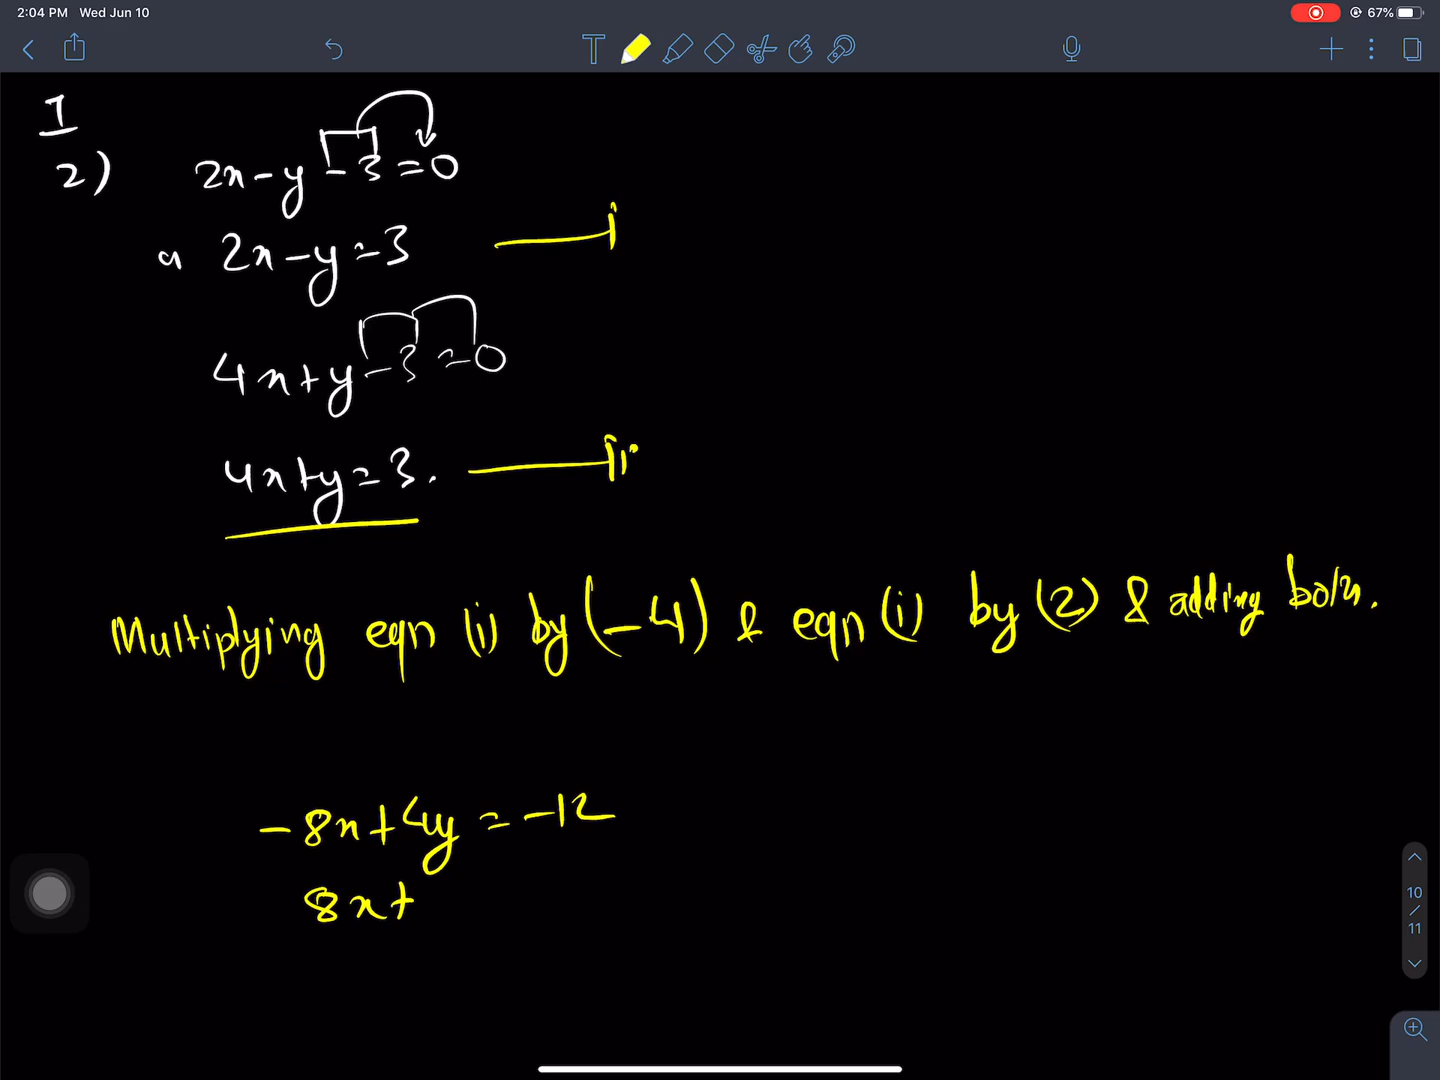 2:04 PM Wed Jun 10
67%
I
2) 2x-y-3=0
a 2x-y=3 i
4x+y-3=0
4x+y=3. ii
Multiplying eqn (i) by (-4) & eqn (i) by (2) & adding both.
-8x+4y=-12
8x+
10
/
11